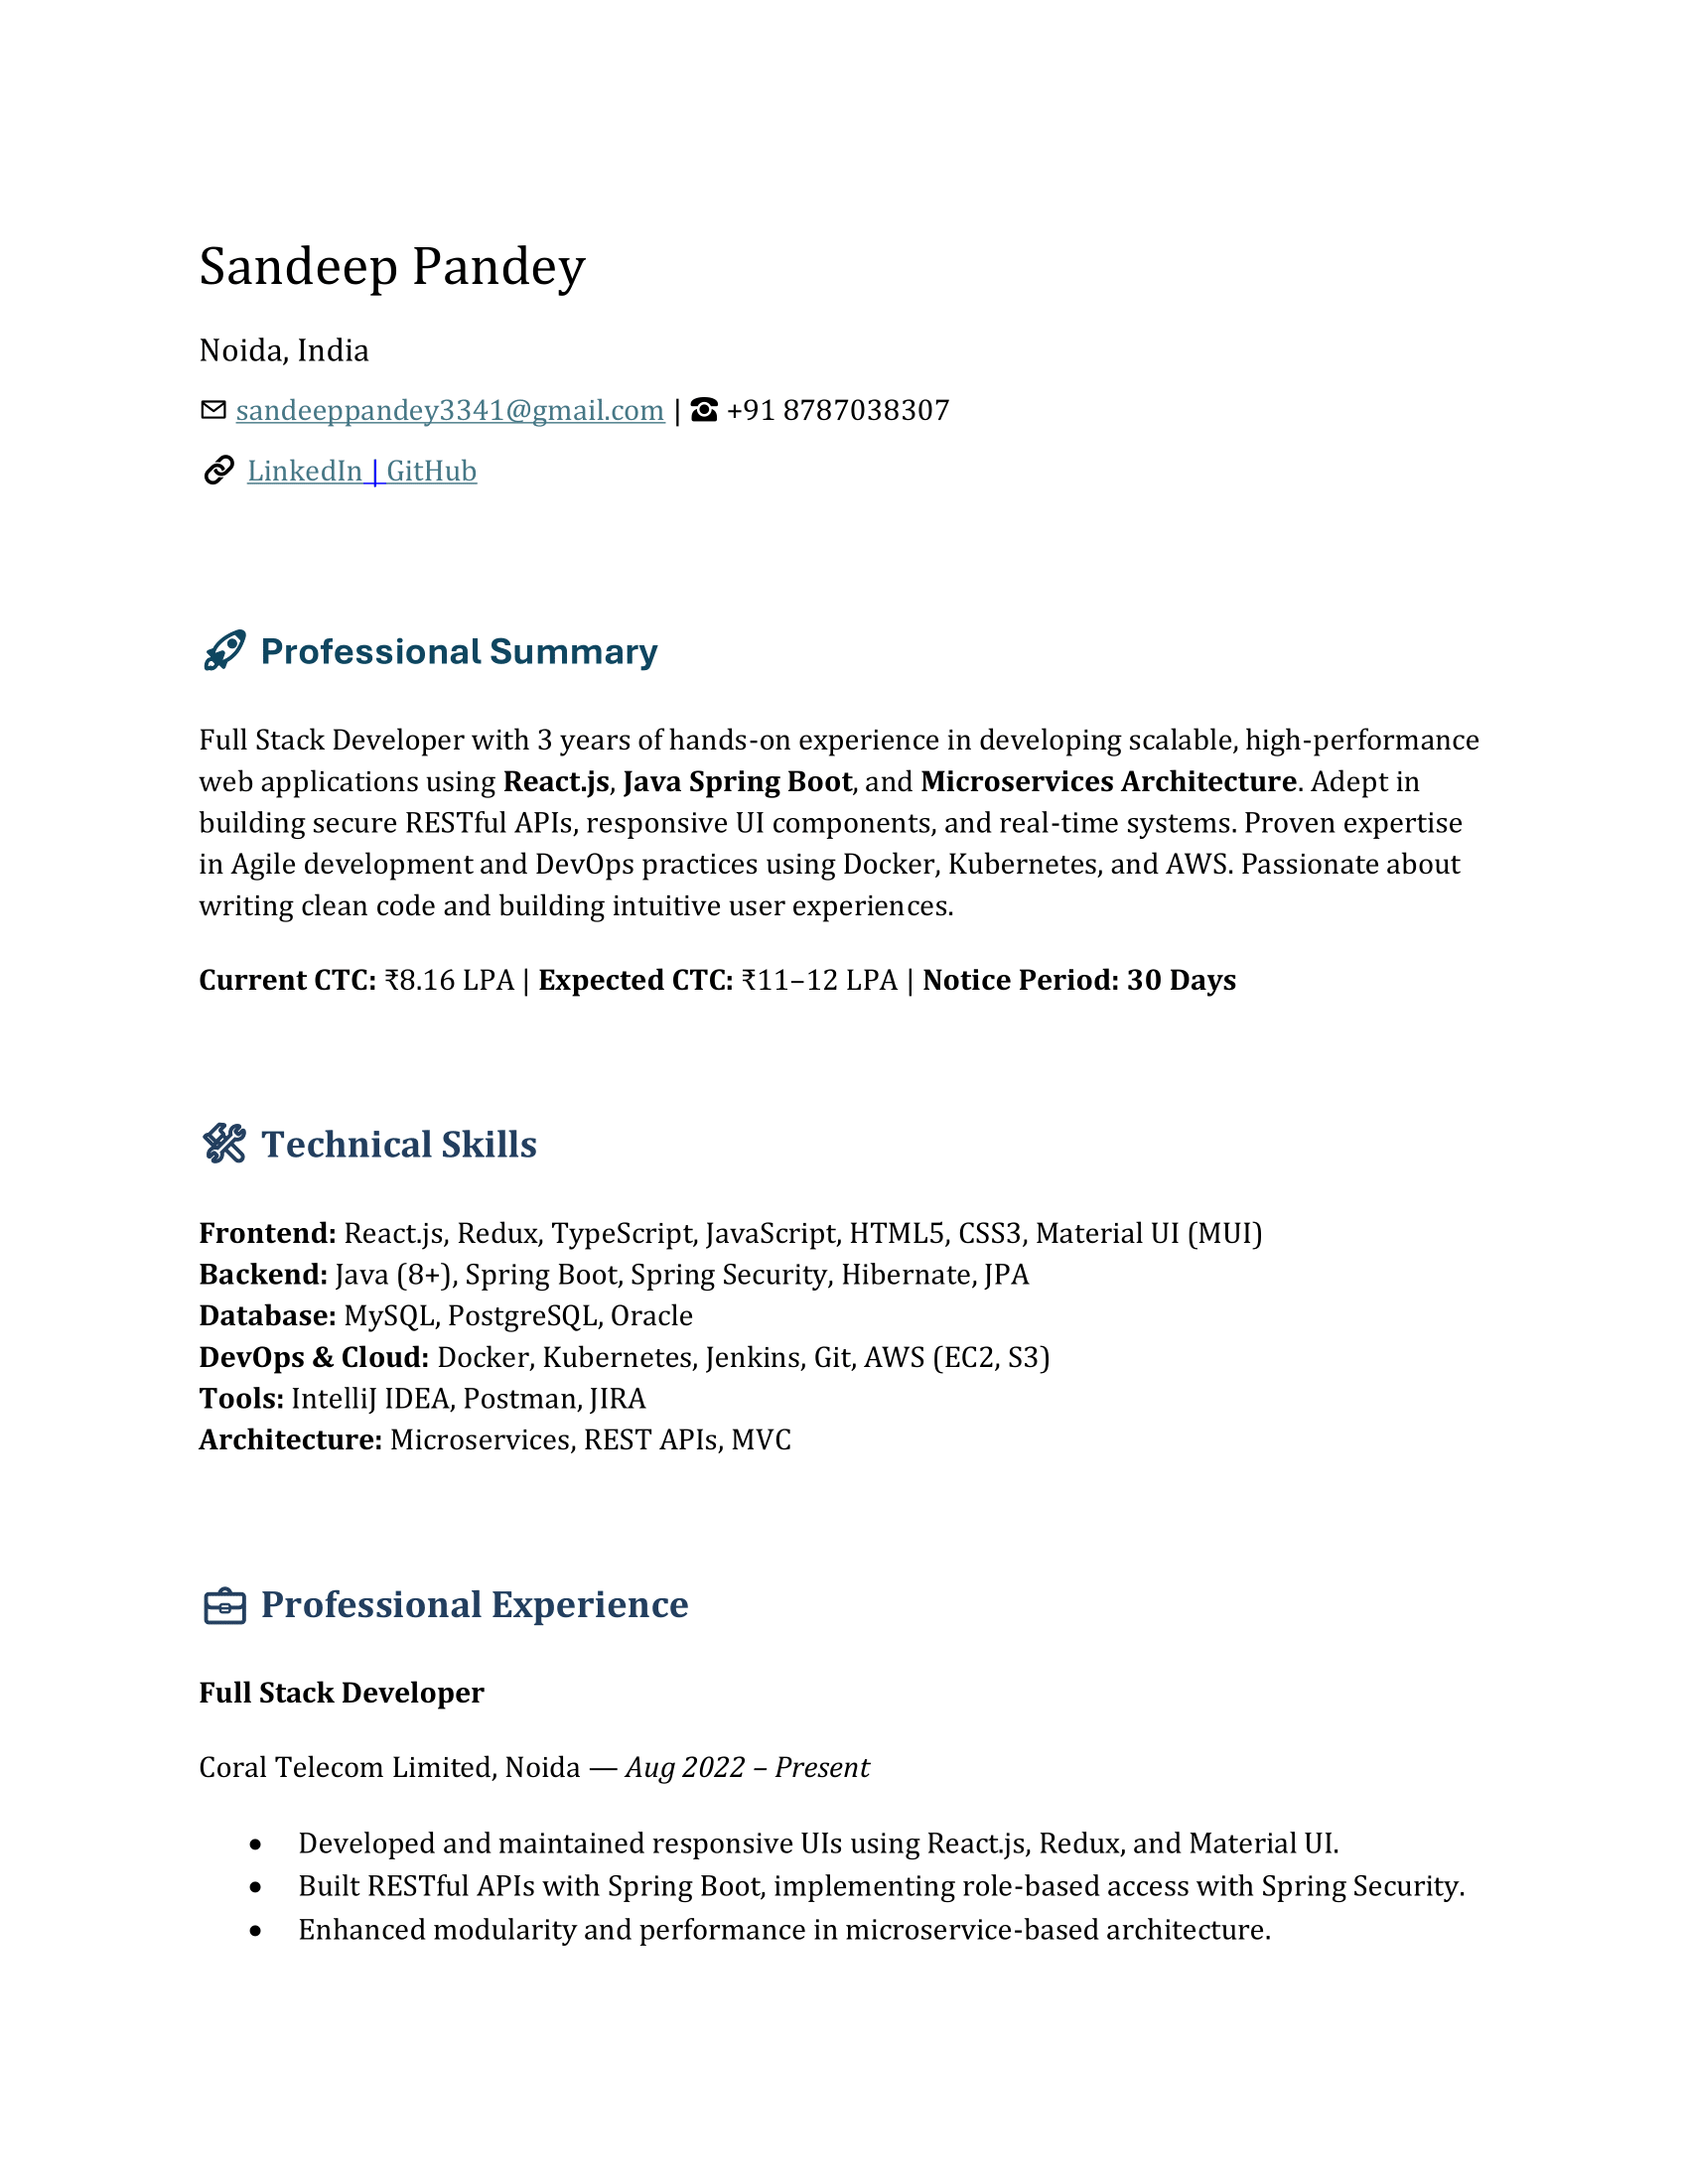 Sandeep Pandey
Noida, India
sandeeppandey3341@gmail.com | +91 8787038307
LinkedIn | GitHub
Professional Summary
Full Stack Developer with 3 years of hands-on experience in developing scalable, high-performance
web applications using React.js, Java Spring Boot, and Microservices Architecture. Adept in
building secure RESTful APIs, responsive UI components, and real-time systems. Proven expertise
in Agile development and DevOps practices using Docker, Kubernetes, and AWS. Passionate about
writing clean code and building intuitive user experiences.
Current CTC: ₹8.16 LPA | Expected CTC: ₹11–12 LPA | Notice Period: 30 Days
Technical Skills
Frontend: React.js, Redux, TypeScript, JavaScript, HTML5, CSS3, Material UI (MUI)
Backend: Java (8+), Spring Boot, Spring Security, Hibernate, JPA
Database: MySQL, PostgreSQL, Oracle
DevOps & Cloud: Docker, Kubernetes, Jenkins, Git, AWS (EC2, S3)
Tools: IntelliJ IDEA, Postman, JIRA
Architecture: Microservices, REST APIs, MVC
Professional Experience
Full Stack Developer
Coral Telecom Limited, Noida — Aug 2022 – Present
• Developed and maintained responsive UIs using React.js, Redux, and Material UI.
• Built RESTful APIs with Spring Boot, implementing role-based access with Spring Security.
• Enhanced modularity and performance in microservice-based architecture.